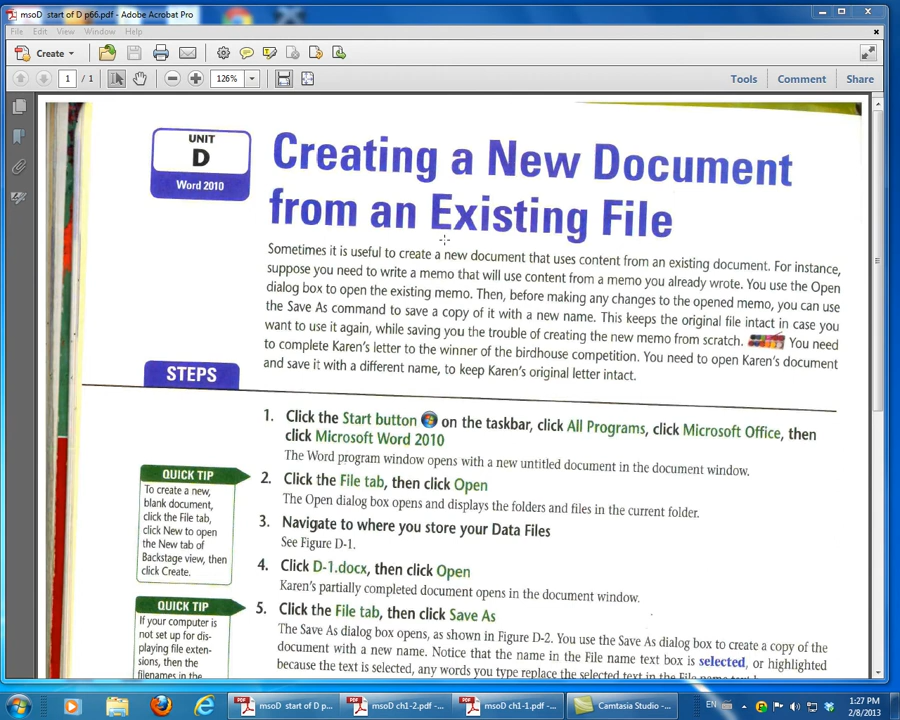 msoD start of D p66.pdf - Adobe Acrobat Pro
File Edit View Window Help
Create
1 / 1 126% Tools Comment Share
UNIT
D
Word 2010
Creating a New Document
from an Existing File
Sometimes it is useful to create a new document that uses content from an existing document. For instance,
suppose you need to write a memo that will use content from a memo you already wrote. You use the Open
dialog box to open the existing memo. Then, before making any changes to the opened memo, you can use
the Save As command to save a copy of it with a new name. This keeps the original file intact in case you
want to use it again, while saving you the trouble of creating the new memo from scratch. You need
to complete Karen's letter to the winner of the birdhouse competition. You need to open Karen's document
and save it with a different name, to keep Karen's original letter intact.
STEPS
1. Click the Start button on the taskbar, click All Programs, click Microsoft Office, then
click Microsoft Word 2010
The Word program window opens with a new untitled document in the document window.
QUICK TIP
To create a new,
blank document,
click the File tab,
click New to open
the New tab of
Backstage view, then
click Create.
2. Click the File tab, then click Open
The Open dialog box opens and displays the folders and files in the current folder.
3. Navigate to where you store your Data Files
See Figure D-1.
4. Click D-1.docx, then click Open
Karen's partially completed document opens in the document window.
QUICK TIP
If your computer is
not set up for dis-
playing file exten-
sions, then the
filenames in the
5. Click the File tab, then click Save As
The Save As dialog box opens, as shown in Figure D-2. You use the Save As dialog box to create a copy of the
document with a new name. Notice that the name in the File name text box is selected, or highlighted
because the text is selected, any words you type replace the selected text in the File name
msoD start of D p... msoD ch1-2.pdf -... msoD ch1-1.pdf -... Camtasia Studio -... EN
1:27 PM
2/8/2013